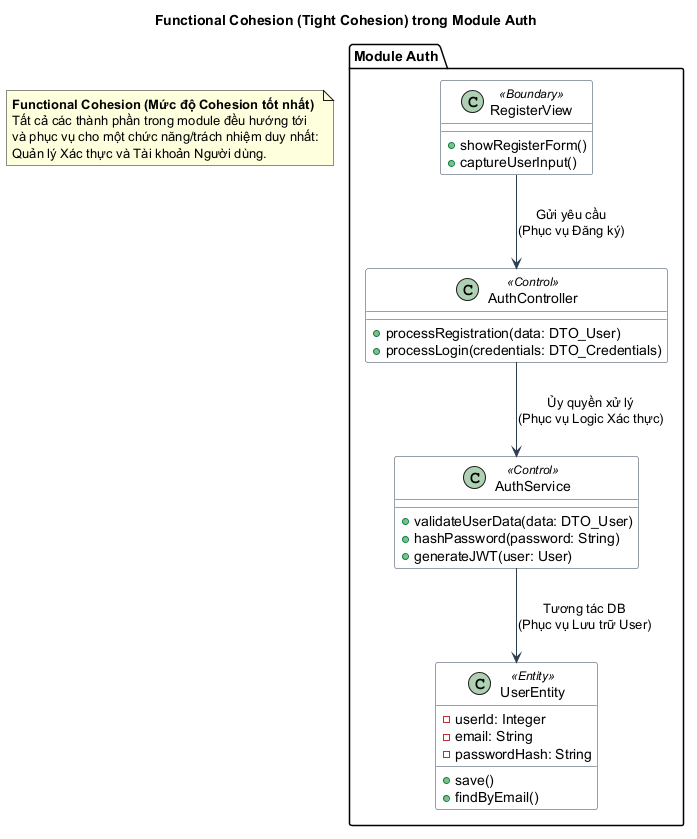 Functional Cohesion (Tight Cohesion) trong Module Auth
Module Auth
Functional Cohesion (Mức độ Cohesion tốt nhất)
Tất cả các thành phần trong module đều hướng tới
và phục vụ cho một chức năng/trách nhiệm duy nhất:
Quản lý Xác thực và Tài khoản Người dùng.
C
«Boundary»
RegisterView
showRegisterForm()
captureUserInput()
Gửi yêu cầu
(Phục vụ Đăng ký)
C
«Control»
AuthController
processRegistration(data: DTO_User)
processLogin(credentials: DTO_Credentials)
Ủy quyền xử lý
(Phục vụ Logic Xác thực)
C
«Control»
AuthService
validateUserData(data: DTO_User)
hashPassword(password: String)
generateJWT(user: User)
Tương tác DB
(Phục vụ Lưu trữ User)
C
«Entity»
UserEntity
userId: Integer
email: String
passwordHash: String
save()
findByEmail()